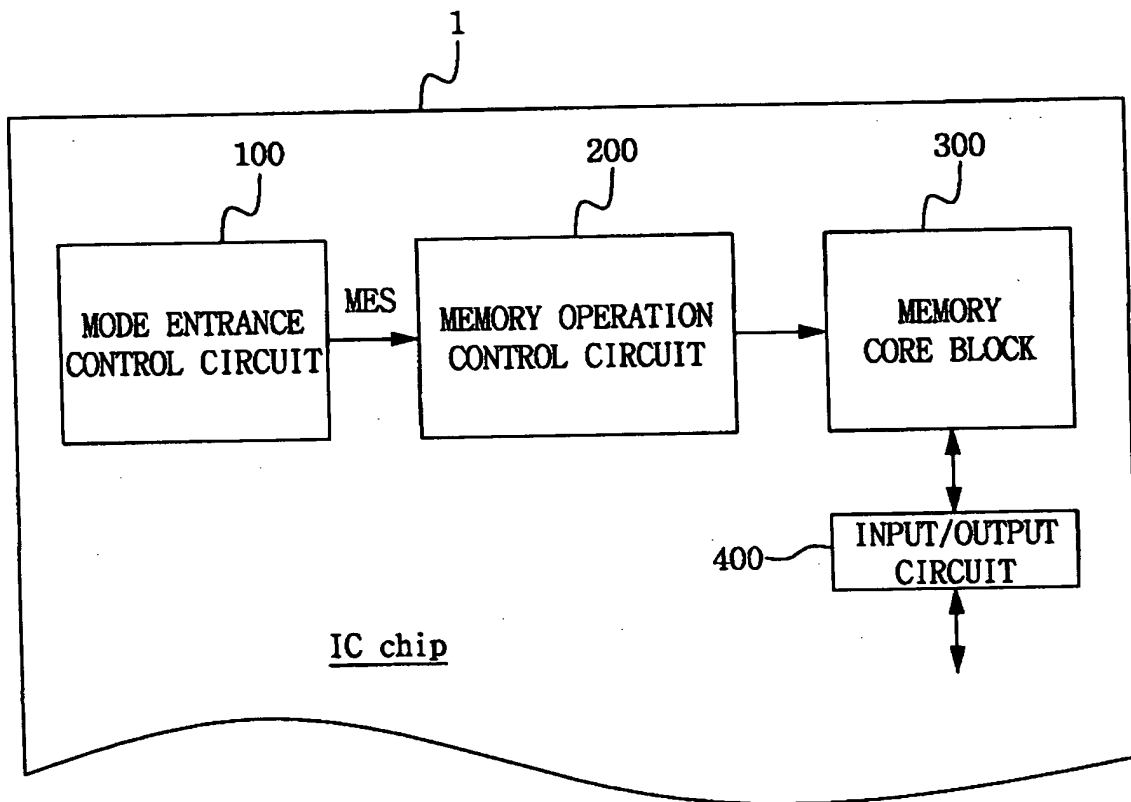 1
100
200
300
MODE ENTRANCE
CONTROL CIRCUIT
MES
MEMORY OPERATION
CONTROL CIRCUIT
MEMORY
CORE BLOCK
400
INPUT/OUTPUT
CIRCUIT
IC chip